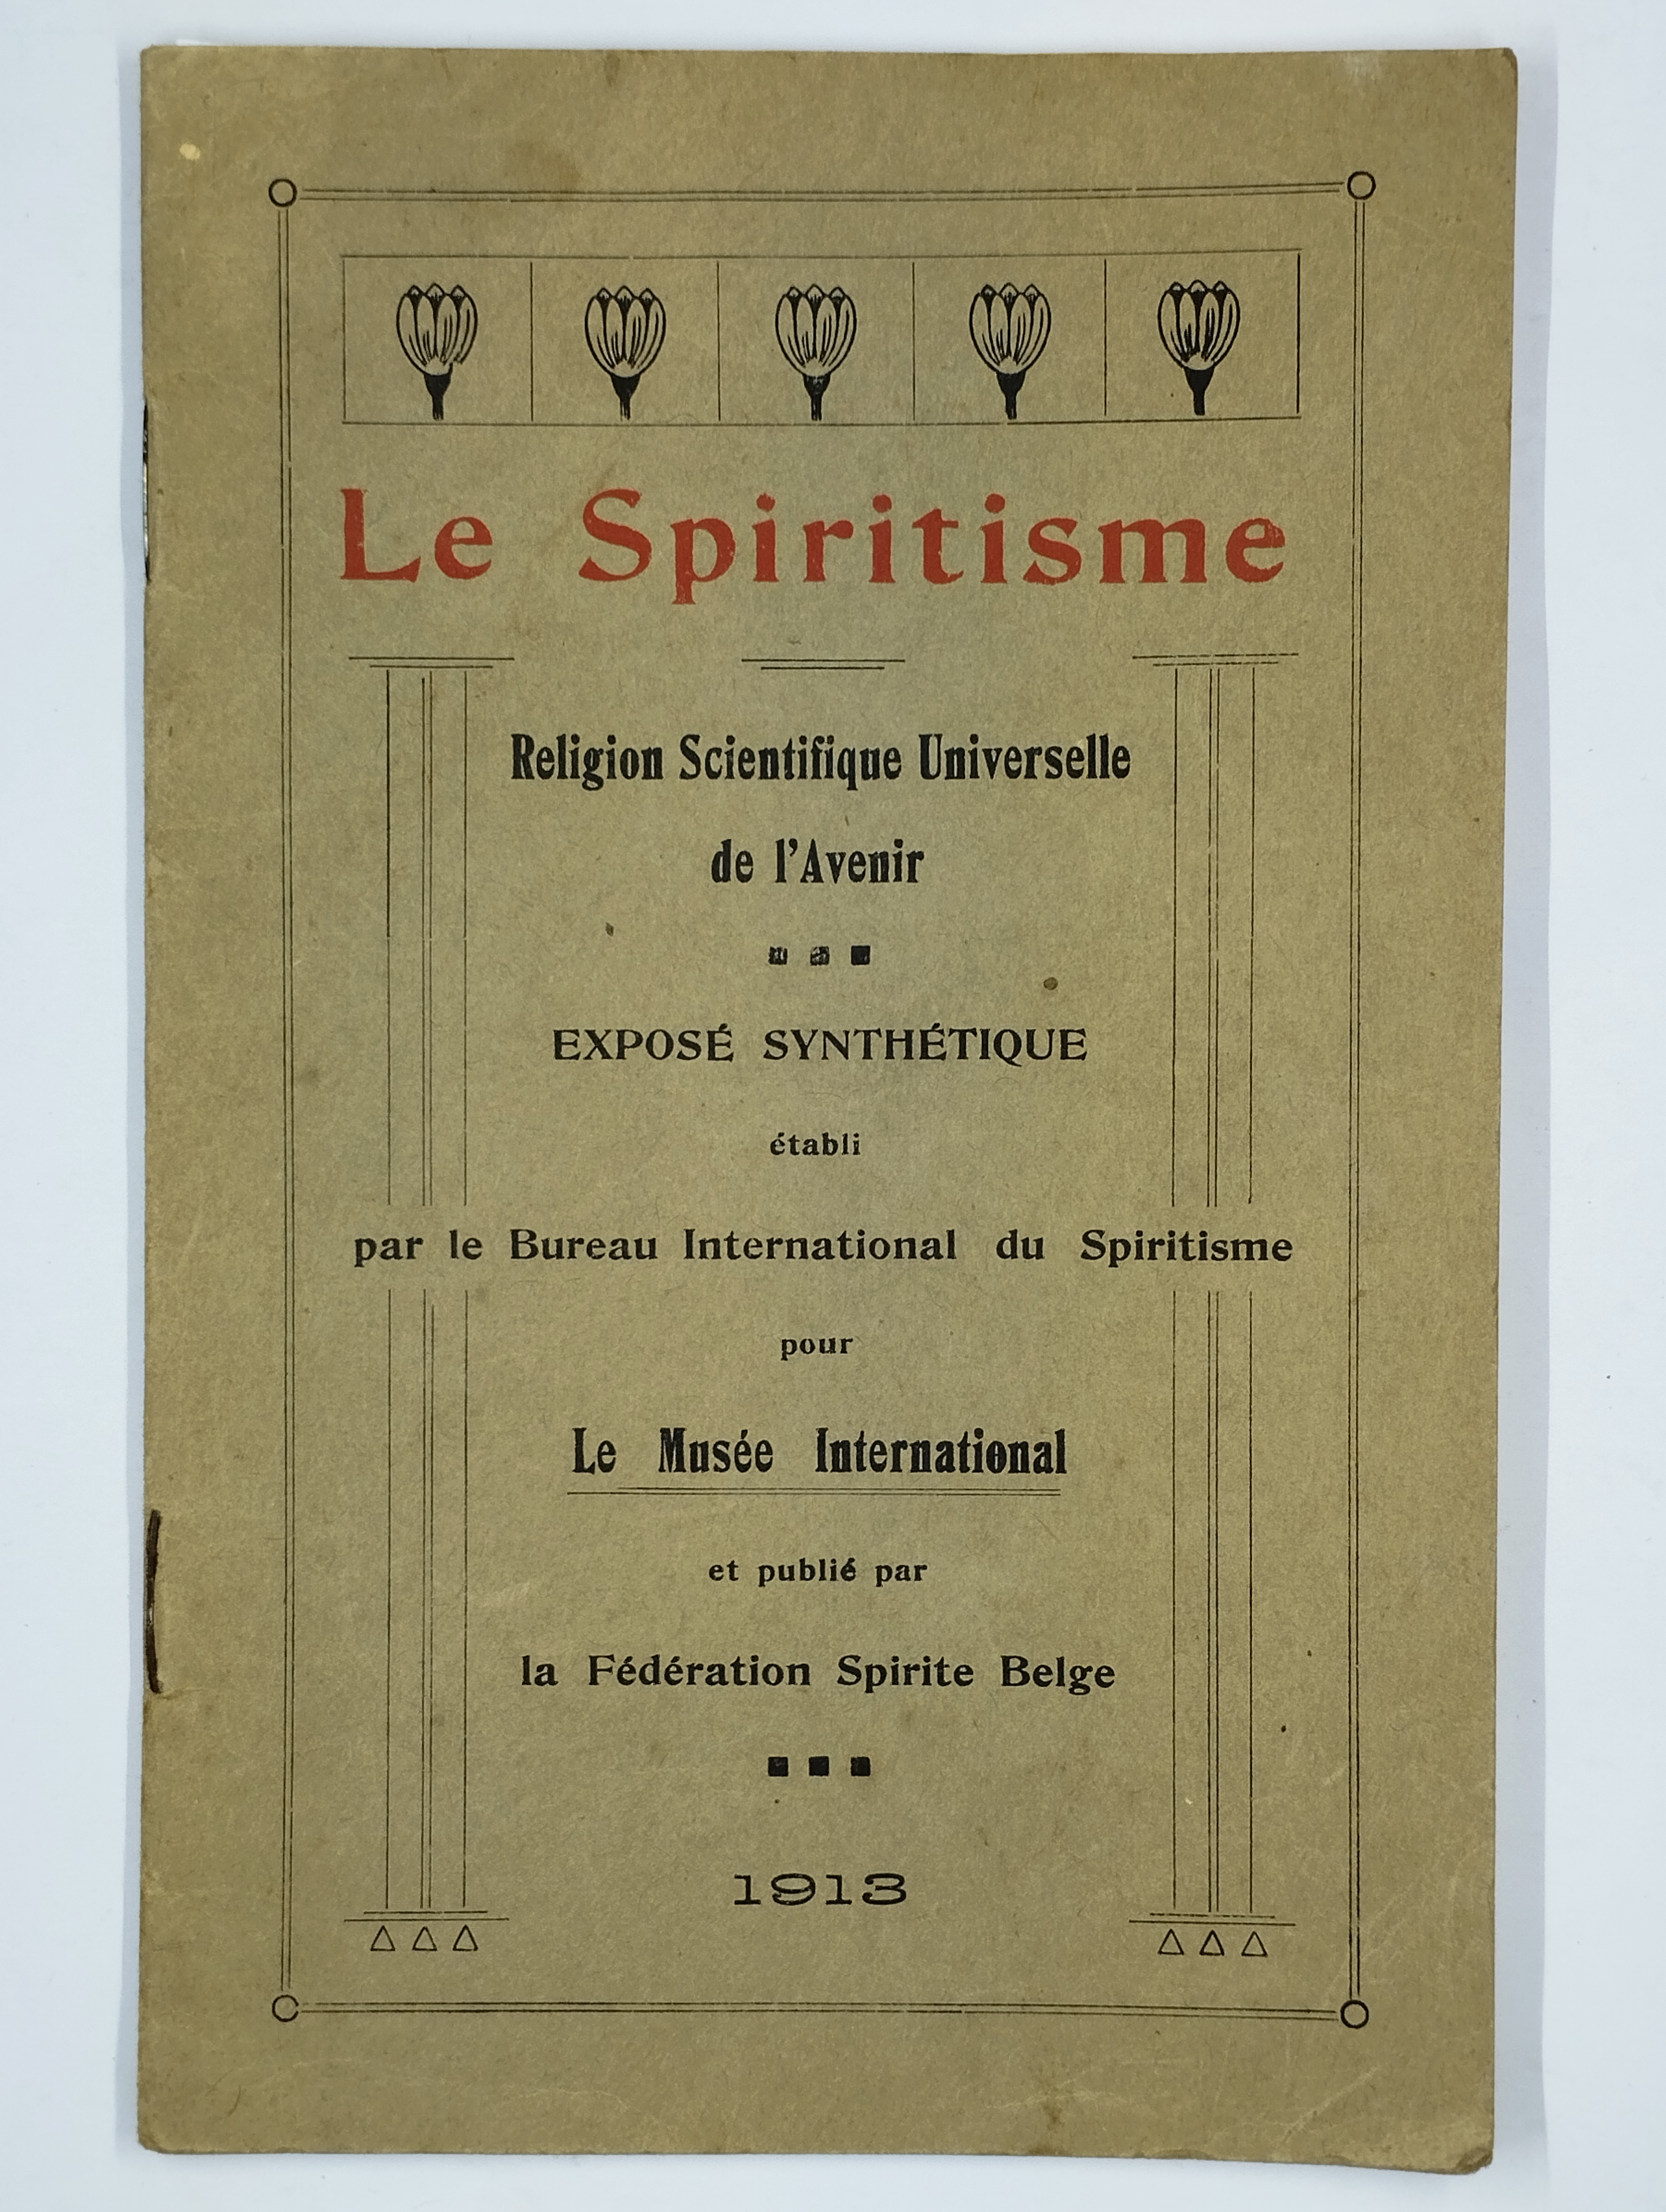 Le Spiritisme
Religion Scientifique Universelle
de l'Avenir
EXPOSÉ SYNTHÉTIQUE
établi
par le Bureau International du Spiritisme
pour
Le Musée International
et publié par
la Fédération Spirite Belge
1913